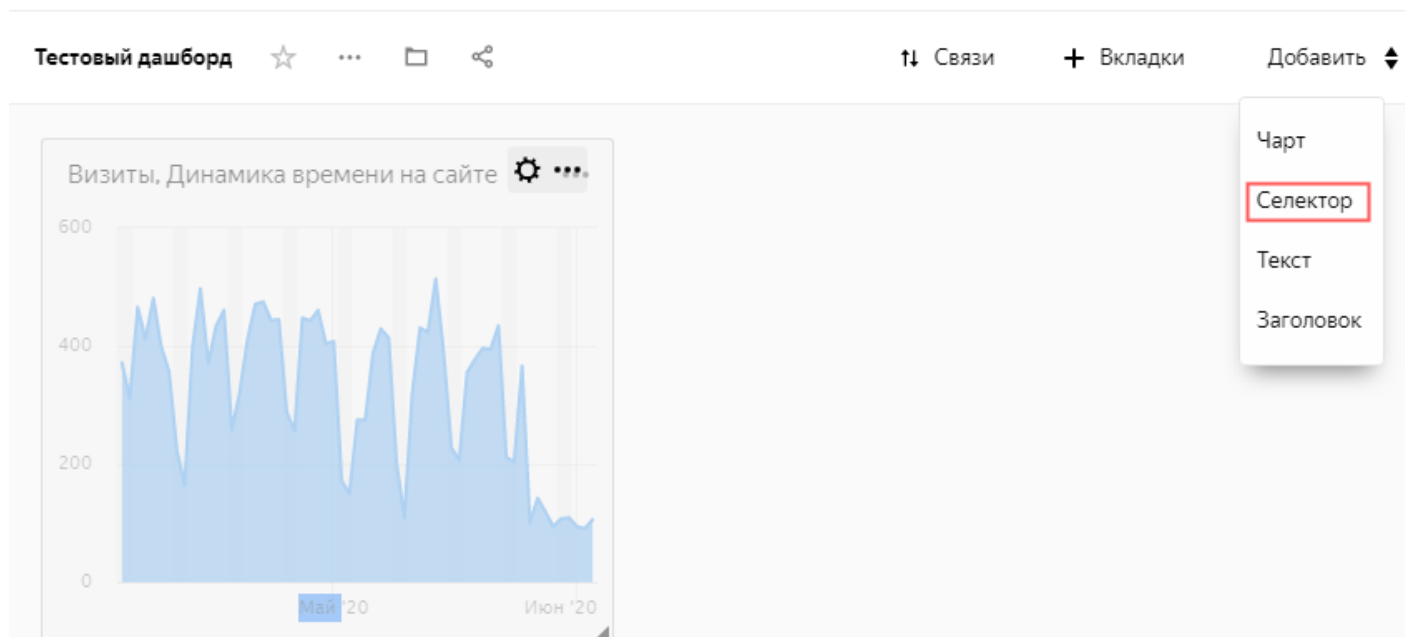 Тестовый дашборд
Связи
Вкладки
Добавить
Чарт
Селектор
Текст
Заголовок
Визиты, Динамика времени на сайте
600
400
200
0
Май '20
Июн '20